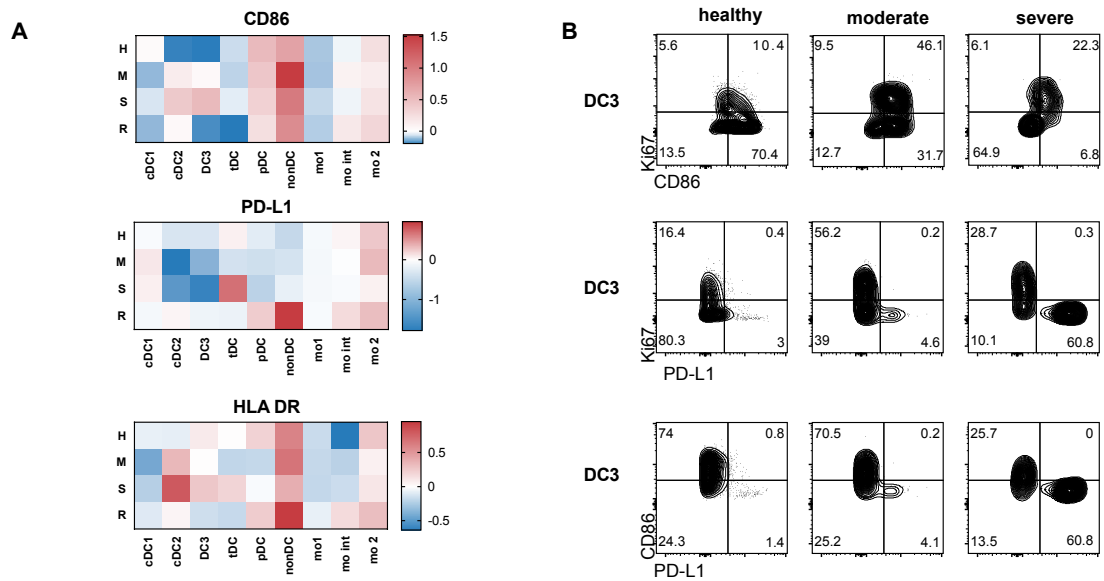 A
CD86
H
M
S
R
1.5
1.0
0.5
0
cDC1
cDC2
DC3
tDC
pDC
nonDC
mo1
mo int
mo 2
PD-L1
H
M
S
R
0
-1
cDC1
cDC2
DC3
tDC
pDC
nonDC
mo1
mo int
mo 2
HLA DR
H
M
S
R
0.5
0
-0.5
cDC1
cDC2
DC3
tDC
pDC
nonDC
mo1
mo int
mo 2
B
healthy moderate severe
DC3
5.6 10.4
13.5 70.4
9.5 46.1
12.7 31.7
6.1 22.3
64.9 6.8
Ki67
CD86
DC3
16.4 0.4
80.3 3
56.2 0.2
39 4.6
28.7 0.3
10.1 60.8
Ki67
PD-L1
DC3
74 0.8
24.3 1.4
70.5 0.2
25.2 4.1
25.7 0
13.5 60.8
CD86
PD-L1